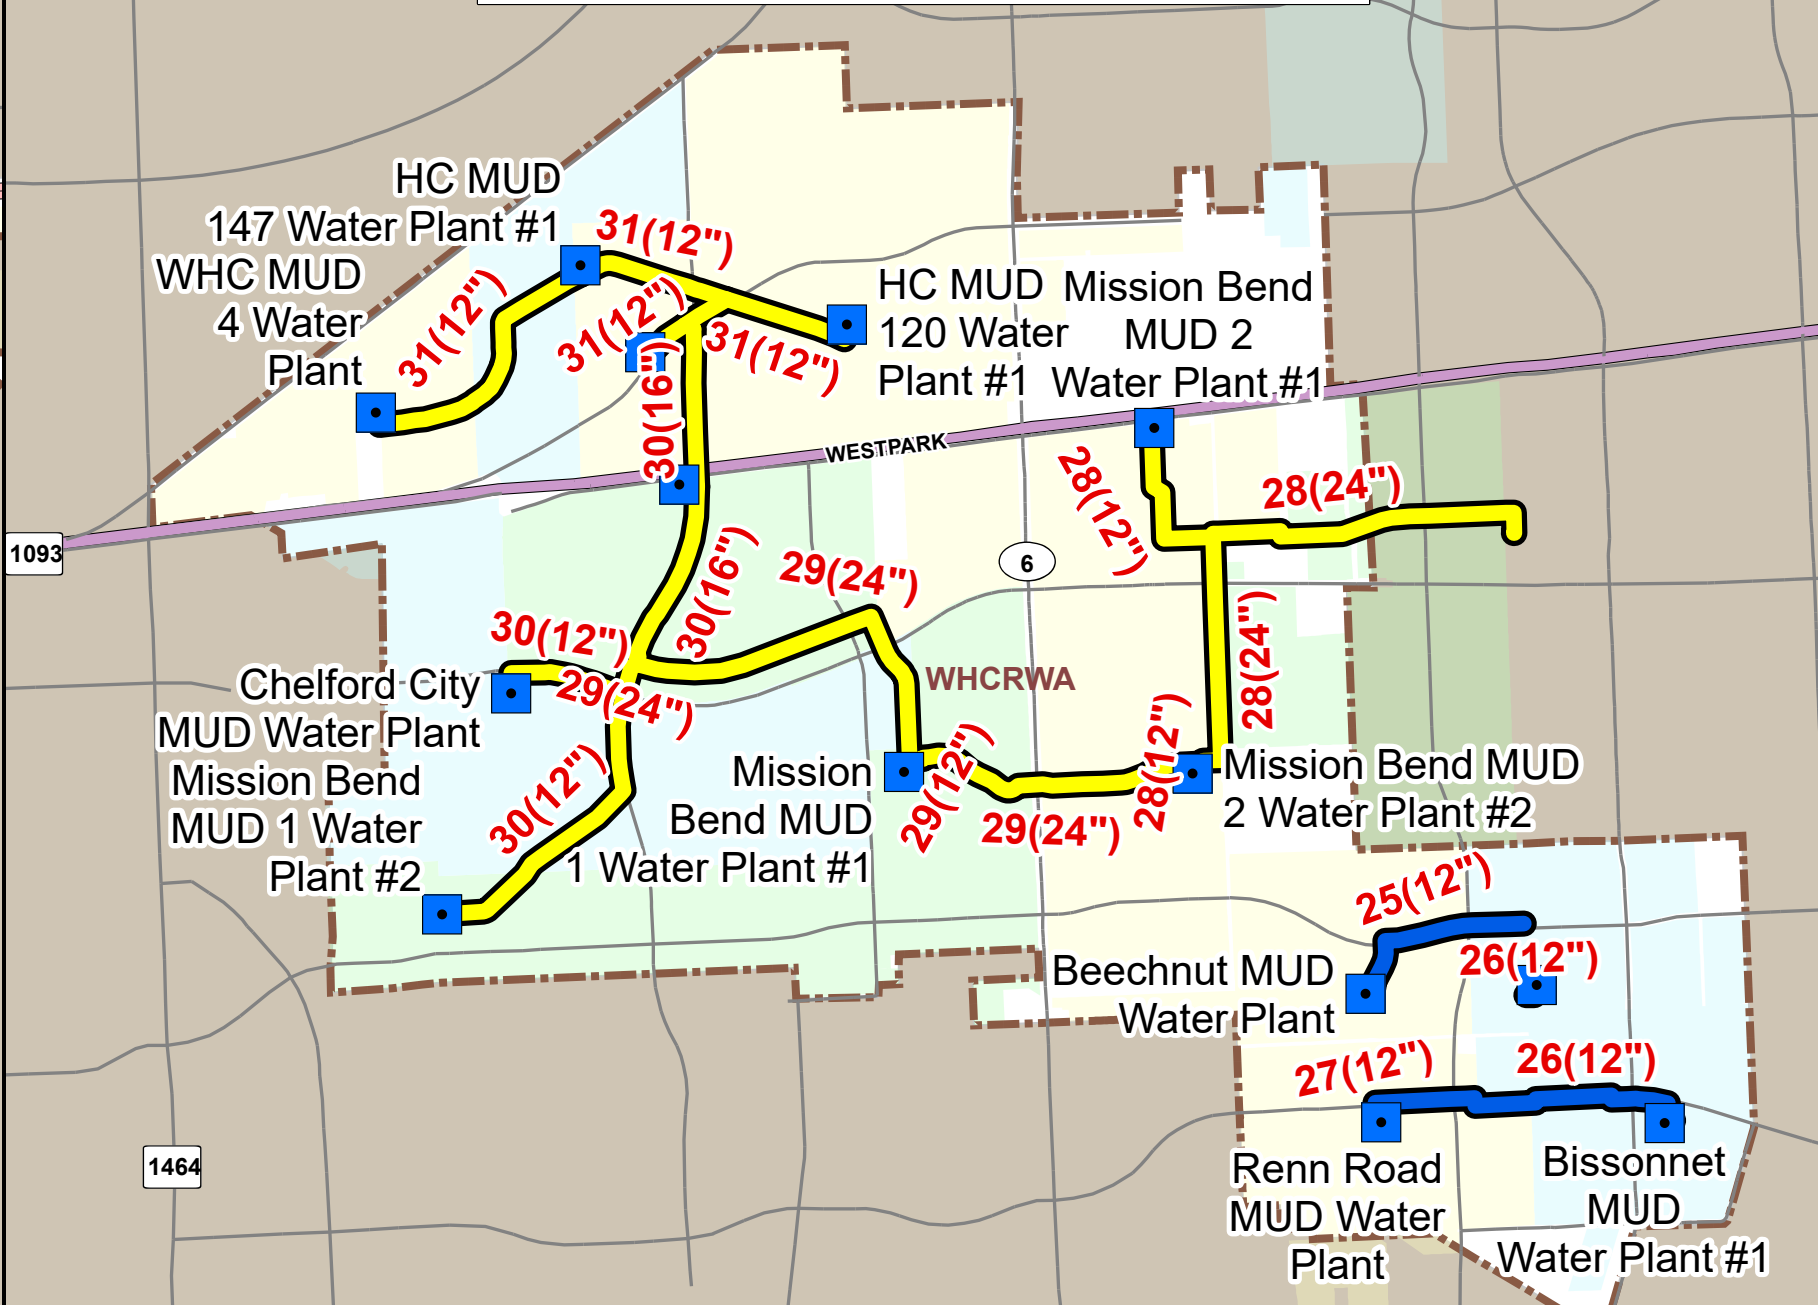 HC MUD
147 Water Plant #1
WHC MUD
4 Water
Plant
31(12")
31(12")
31(12")
31(12")
HC MUD
120 Water
Plant #1
Mission Bend
MUD 2
Water Plant #1
30(16")
WESTPARK
28(12")
28(24")
1093
6
30(16")
29(24")
30(12")
29(24")
WHCRWA
28(24")
Chelford City
MUD Water Plant
Mission Bend
MUD 1 Water
Plant #2
30(12")
Mission
Bend MUD
1 Water Plant #1
29(12")
29(24")
28(12")
Mission Bend MUD
2 Water Plant #2
25(12")
26(12")
Beechnut MUD
Water Plant
27(12")
26(12")
1464
Renn Road
MUD Water
Plant
Bissonnet
MUD
Water Plant #1